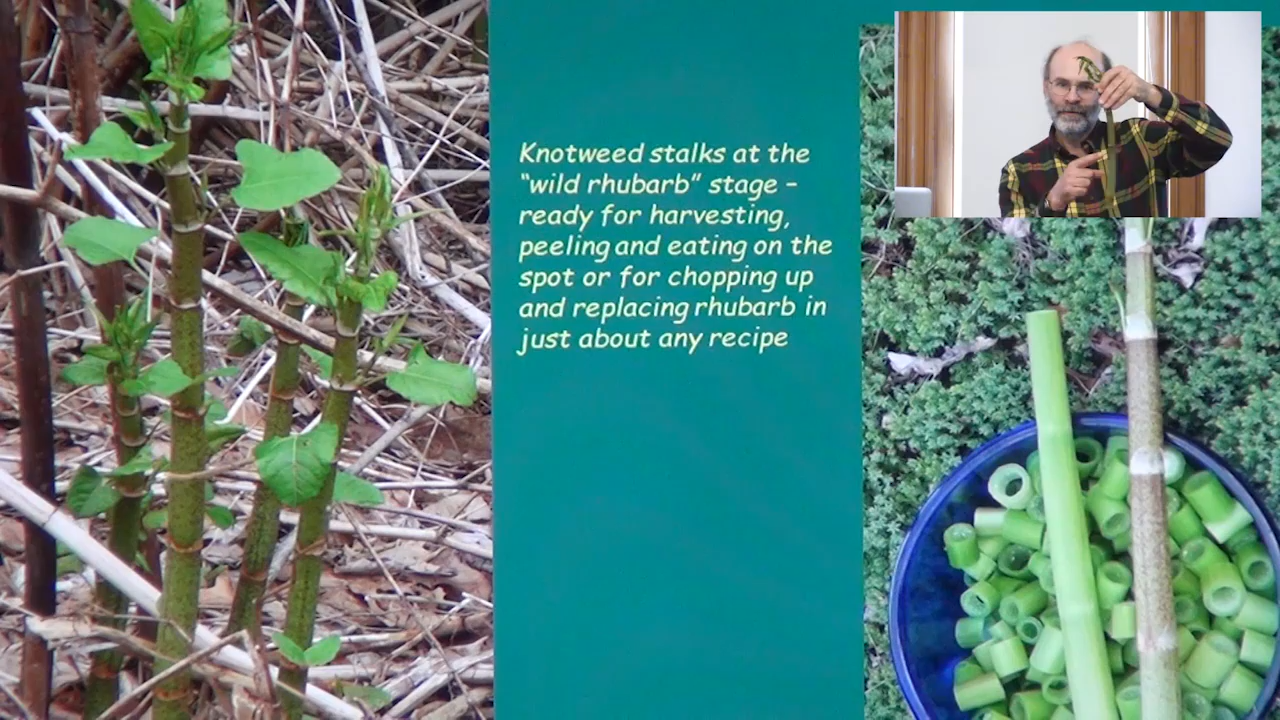 Knotweed stalks at the
“wild rhubarb” stage –
ready for harvesting,
peeling and eating on the
spot or for chopping up
and replacing rhubarb in
just about any recipe